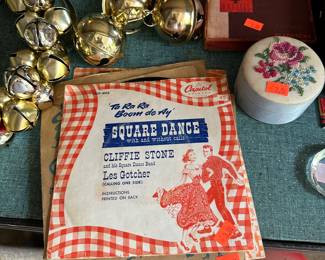 Capitol
"Ta Ra Ra
Boom de Ay"
SQUARE DANCE
with and without calls
CLIFFIE STONE
and his Square Dance Band
Les Gotcher
(CALLING ONE SIDE)
INSTRUCTIONS
PRINTED ON BACK